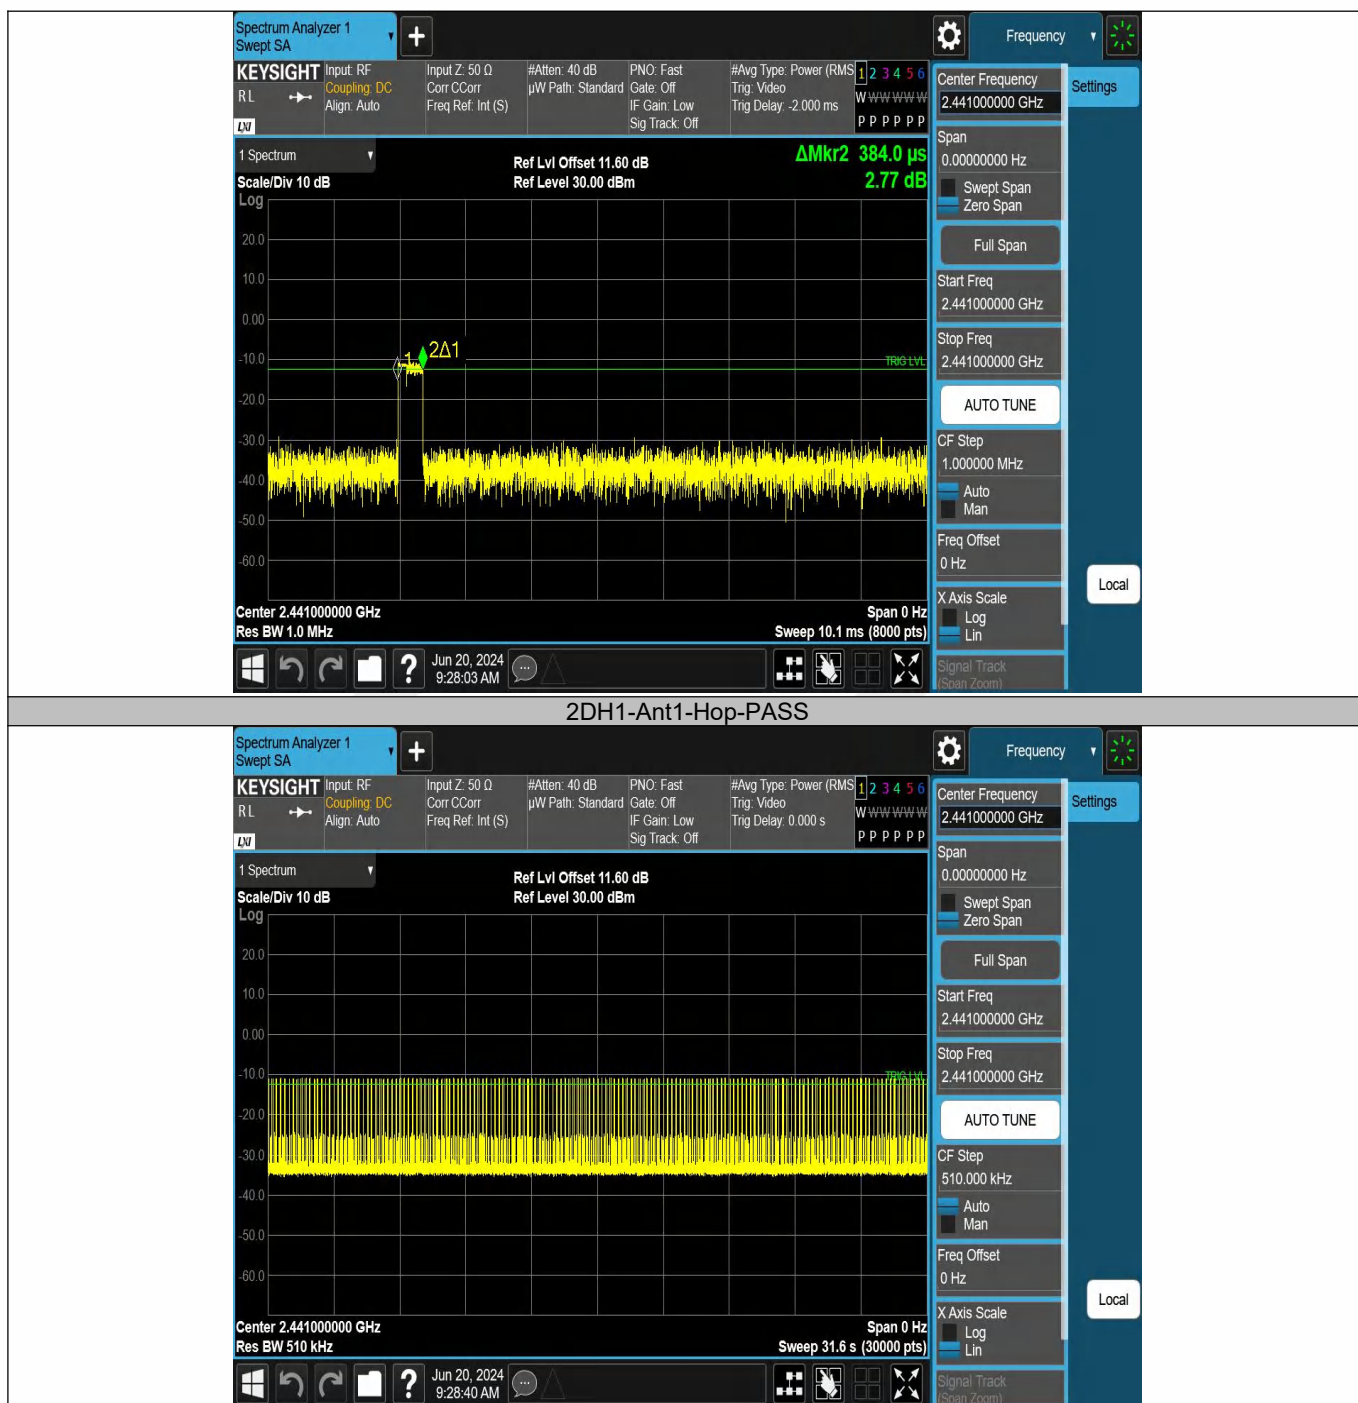 Spectrum Analyzer 1
Swept SA
Frequency
KEYSIGHT
RL
LXI
Input: RF
Coupling: DC
Align: Auto
Input Z: 50 Ω
Corr CCorr
Freq Ref: Int (S)
#Atten: 40 dB
µW Path: Standard
PNO: Fast
Gate: Off
IF Gain: Low
Sig Track: Off
#Avg Type: Power (RMS
Trig: Video
Trig Delay: -2.000 ms
1 2 3 4 5 6
W W W W W W
P P P P P P
1 Spectrum
Scale/Div 10 dB
Log
Ref Lvl Offset 11.60 dB
Ref Level 30.00 dBm
ΔMkr2 384.0 µs
2.77 dB
20.0
10.0
0.00
-10.0
-20.0
-30.0
-40.0
-50.0
-60.0
1
2Δ1
TRIG LVL
Center 2.441000000 GHz
Res BW 1.0 MHz
Span 0 Hz
Sweep 10.1 ms (8000 pts)
Jun 20, 2024
9:28:03 AM
Center Frequency
2.441000000 GHz
Settings
Span
0.00000000 Hz
Swept Span
Zero Span
Full Span
Start Freq
2.441000000 GHz
Stop Freq
2.441000000 GHz
AUTO TUNE
CF Step
1.000000 MHz
Auto
Man
Freq Offset
0 Hz
X Axis Scale
Log
Lin
Signal Track
(Span Zoom)
Local
2DH1-Ant1-Hop-PASS
Spectrum Analyzer 1
Swept SA
Frequency
KEYSIGHT
RL
LXI
Input: RF
Coupling: DC
Align: Auto
Input Z: 50 Ω
Corr CCorr
Freq Ref: Int (S)
#Atten: 40 dB
µW Path: Standard
PNO: Fast
Gate: Off
IF Gain: Low
Sig Track: Off
#Avg Type: Power (RMS
Trig: Video
Trig Delay: 0.000 s
1 2 3 4 5 6
W W W W W W
P P P P P P
1 Spectrum
Scale/Div 10 dB
Log
Ref Lvl Offset 11.60 dB
Ref Level 30.00 dBm
20.0
10.0
0.00
-10.0
-20.0
-30.0
-40.0
-50.0
-60.0
TRIG LVL
Center 2.441000000 GHz
Res BW 510 kHz
Span 0 Hz
Sweep 31.6 s (30000 pts)
Jun 20, 2024
9:28:40 AM
Center Frequency
2.441000000 GHz
Settings
Span
0.00000000 Hz
Swept Span
Zero Span
Full Span
Start Freq
2.441000000 GHz
Stop Freq
2.441000000 GHz
AUTO TUNE
CF Step
510.000 kHz
Auto
Man
Freq Offset
0 Hz
X Axis Scale
Log
Lin
Signal Track
(Span Zoom)
Local